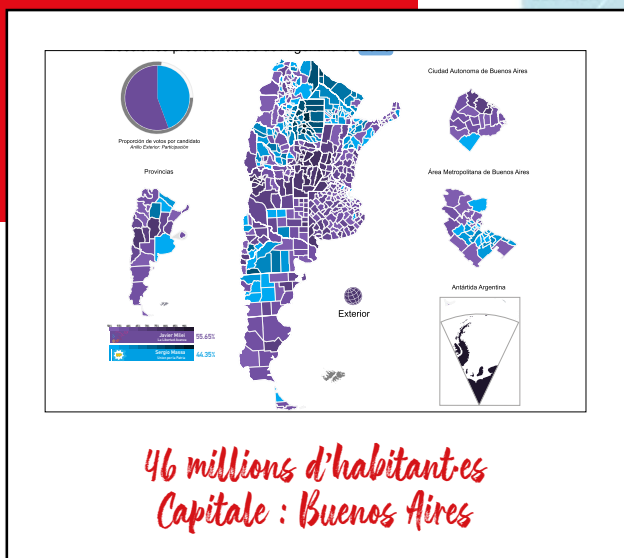 Ciudad Autonoma de Buenos Aires
Proporción de votos por candidato
Anillo Exterior: Participación
Provincias
Área Metropolitana de Buenos Aires
Antártida Argentina
Exterior
Javier Milei
La Libertad Avanza
55.65%
Sergio Massa
Unión por la Patria
44.35%
46 millions d'habitant·es
Capitale : Buenos Aires